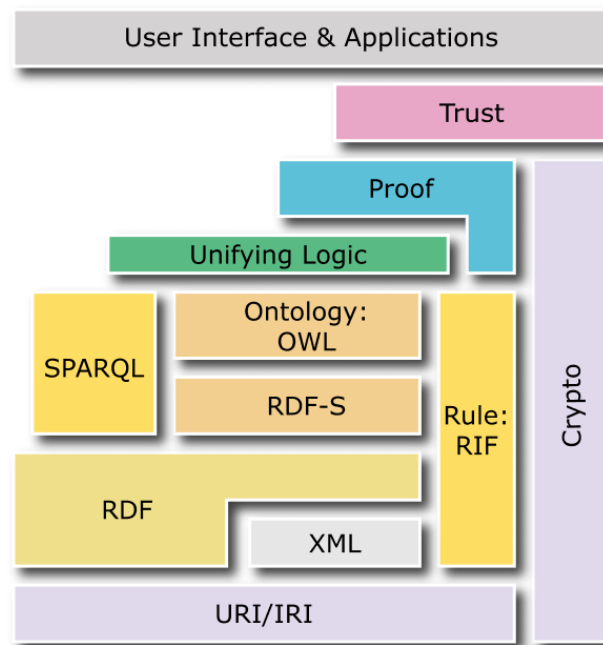 User Interface & Applications
Trust
Proof
Unifying Logic
Ontology:
OWL
SPARQL
RDF-S
Rule:
RIF
Crypto
RDF
XML
URI/IRI